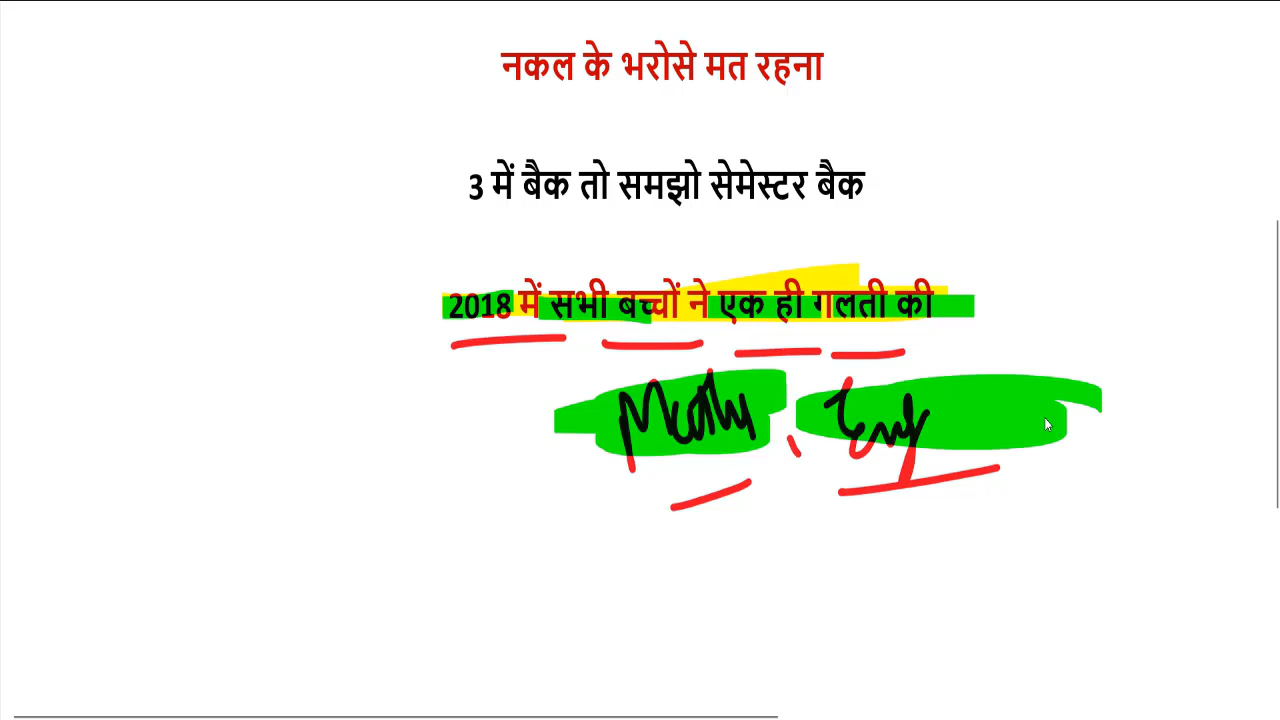 नकल के भरोसे मत रहना
3 में बैक तो समझो सेमेस्टर बैक
2018 में सभी बच्चों ने एक ही गलती की
Math, Eng